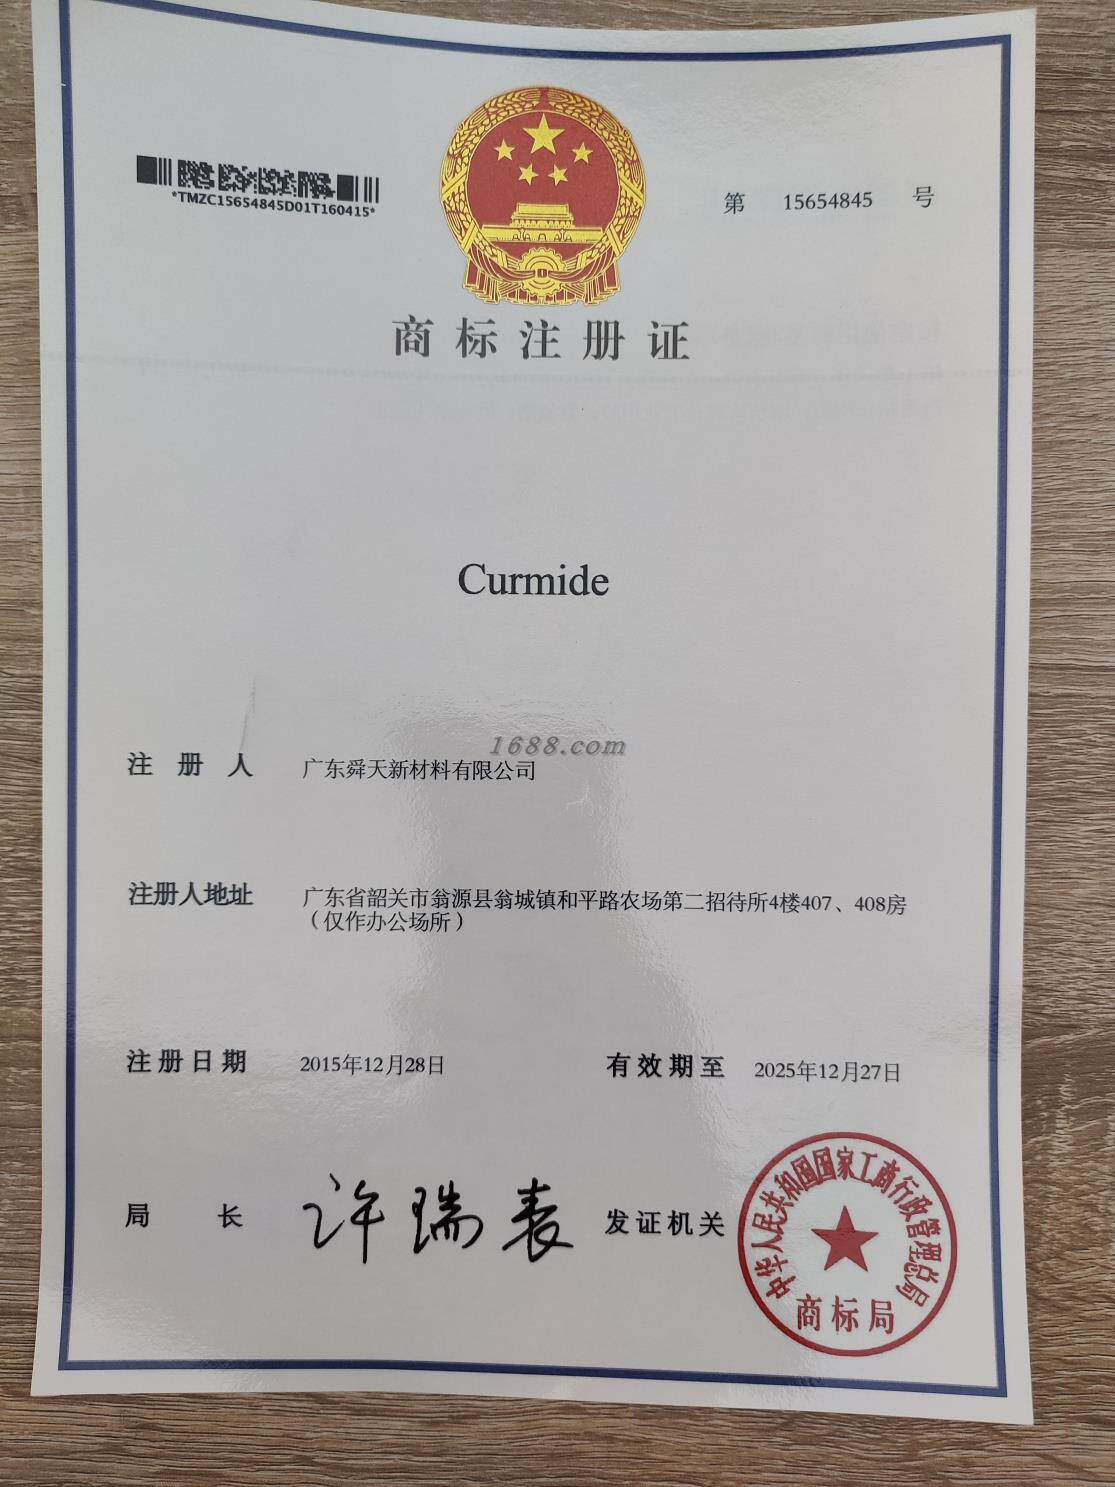 *TMZC15654845D01T160415*
第 15654845 号
商标注册证
Curmide
1688.com
注册人 广东舜天新材料有限公司
注册人地址 广东省韶关市翁源县翁城镇和平路农场第二招待所4楼407、408房
（仅作办公场所）
注册日期 2015年12月28日 有效期至 2025年12月27日
局长 许瑞表 发证机关
中华人民共和国国家工商行政管理总局
商标局